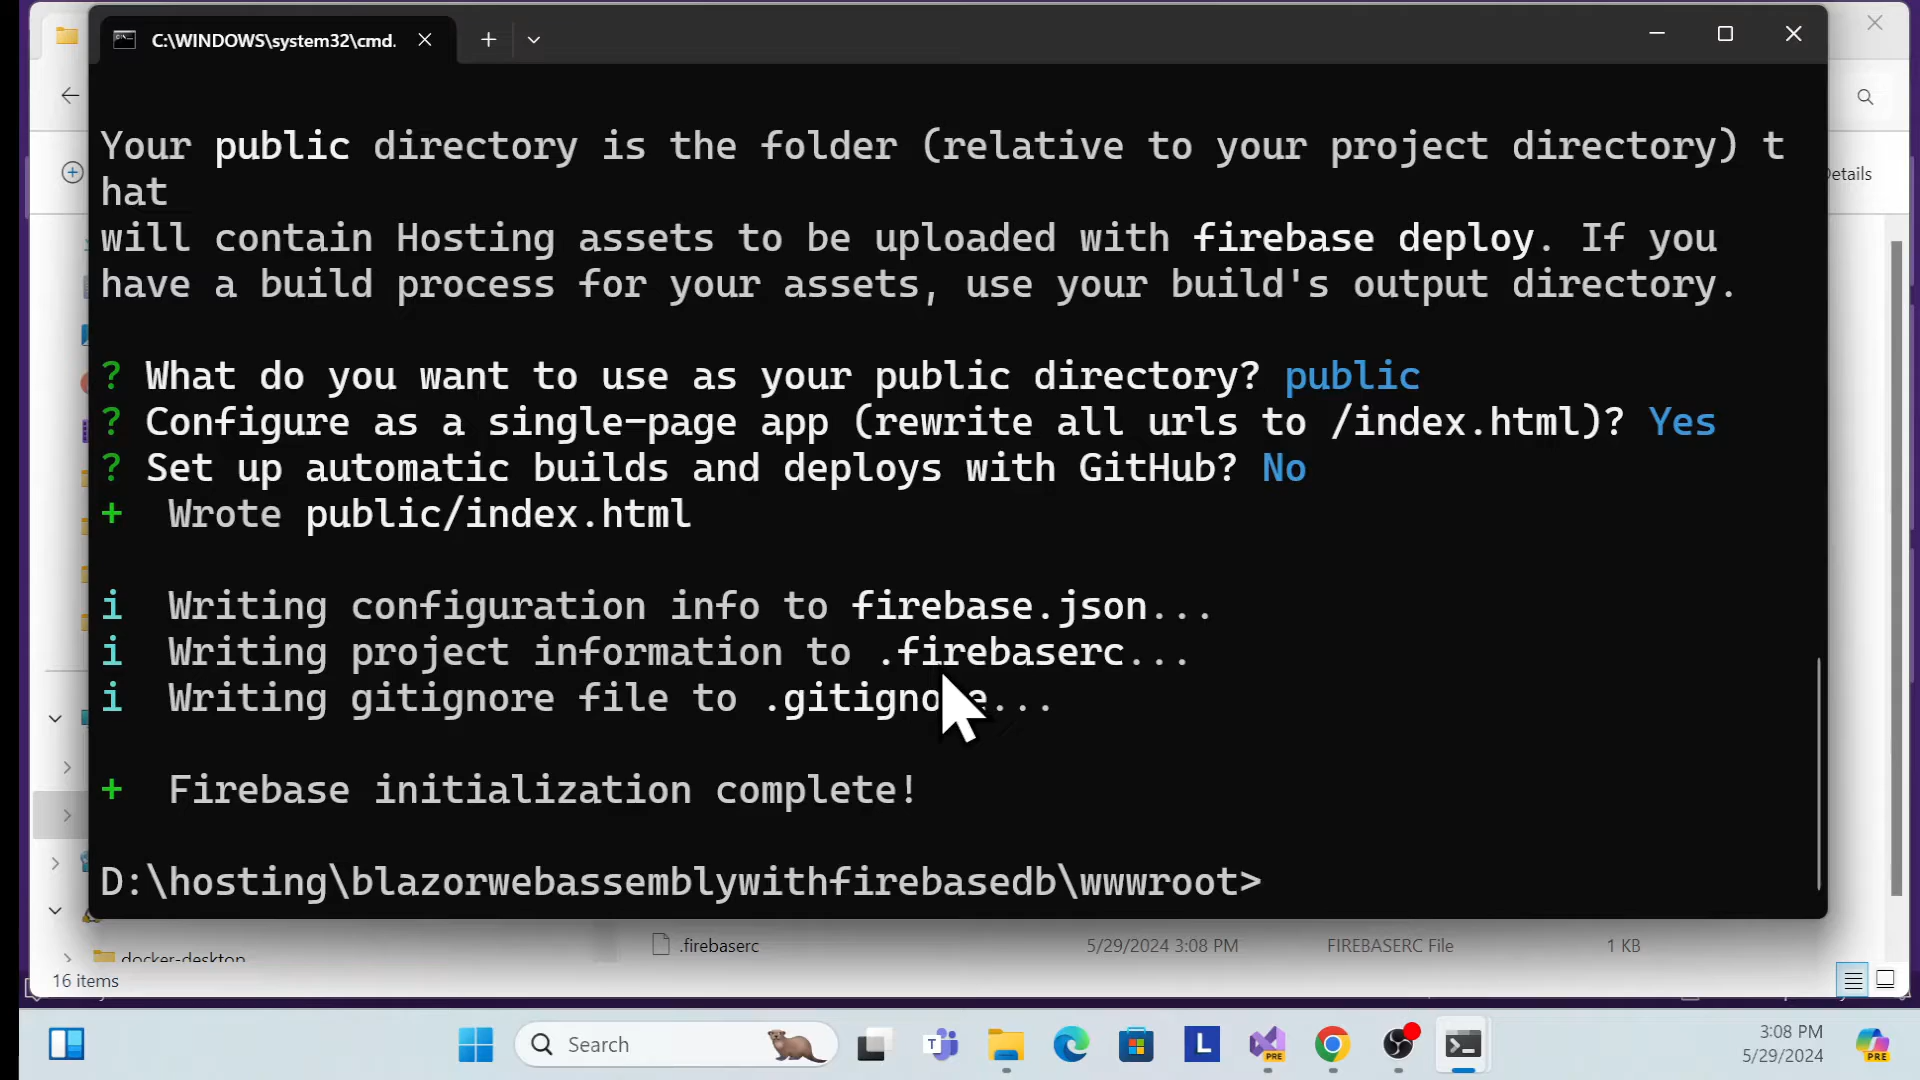 C:\WINDOWS\system32\cmd.
Details
Your public directory is the folder (relative to your project directory) t
hat
will contain Hosting assets to be uploaded with firebase deploy. If you
have a build process for your assets, use your build's output directory.
? What do you want to use as your public directory? public
? Configure as a single-page app (rewrite all urls to /index.html)? Yes
? Set up automatic builds and deploys with GitHub? No
+ Wrote public/index.html
i Writing configuration info to firebase.json...
i Writing project information to .firebaserc...
i Writing gitignore file to .gitignore...
+ Firebase initialization complete!
D:\hosting\blazorwebassemblywithfirebasedb\wwwroot>
.firebaserc 5/29/2024 3:08 PM FIREBASERC File 1 KB
docker-desktop
16 items
Search
3:08 PM
5/29/2024